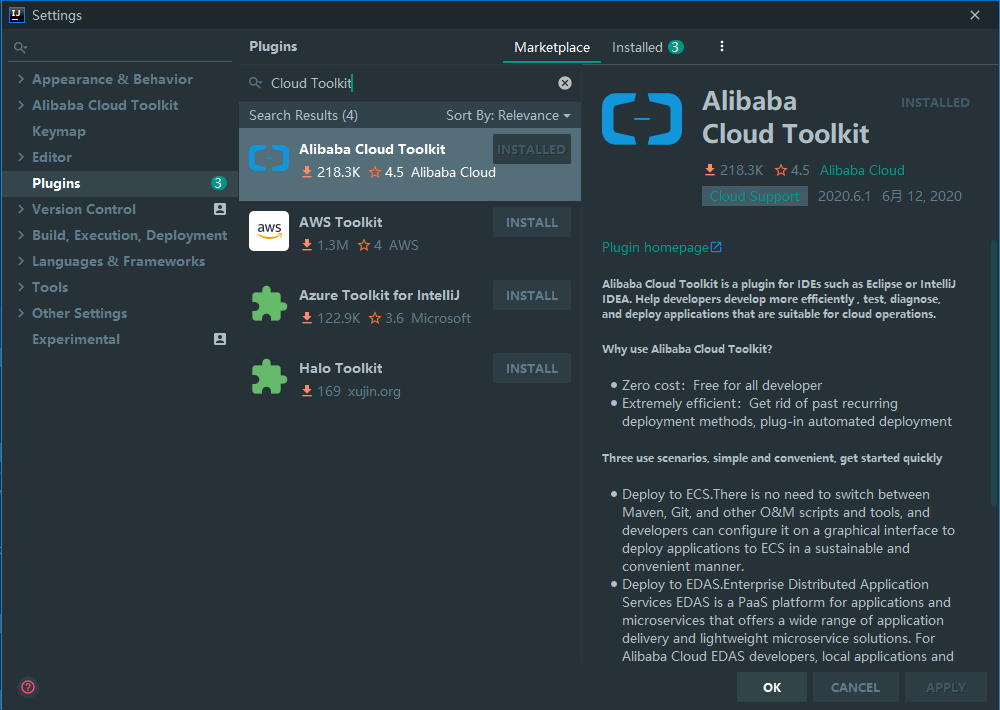 Settings
Plugins
Marketplace
Installed 3
Cloud Toolkit
Appearance & Behavior
Alibaba Cloud Toolkit
Keymap
Editor
Plugins 3
Version Control
Build, Execution, Deployment
Languages & Frameworks
Tools
Other Settings
Experimental
Search Results (4)
Sort By: Relevance
Alibaba Cloud Toolkit
INSTALLED
218.3K 4.5 Alibaba Cloud
aws
AWS Toolkit
INSTALL
1.3M 4 AWS
Azure Toolkit for IntelliJ
INSTALL
122.9K 3.6 Microsoft
Halo Toolkit
INSTALL
169 xujin.org
Alibaba
Cloud Toolkit
INSTALLED
218.3K 4.5 Alibaba Cloud
Cloud Support 2020.6.1 6月 12, 2020
Plugin homepage
Alibaba Cloud Toolkit is a plugin for IDEs such as Eclipse or IntelliJ
IDEA. Help developers develop more efficiently , test, diagnose,
and deploy applications that are suitable for cloud operations.
Why use Alibaba Cloud Toolkit?
Zero cost：Free for all developer
Extremely efficient：Get rid of past recurring
deployment methods, plug-in automated deployment
Three use scenarios, simple and convenient, get started quickly
Deploy to ECS.There is no need to switch between
Maven, Git, and other O&M scripts and tools, and
developers can configure it on a graphical interface to
deploy applications to ECS in a sustainable and
convenient manner.
Deploy to EDAS.Enterprise Distributed Application
Services EDAS is a PaaS platform for applications and
microservices that offers a wide range of application
delivery and lightweight microservice solutions. For
Alibaba Cloud EDAS developers, local applications and
OK
CANCEL
APPLY